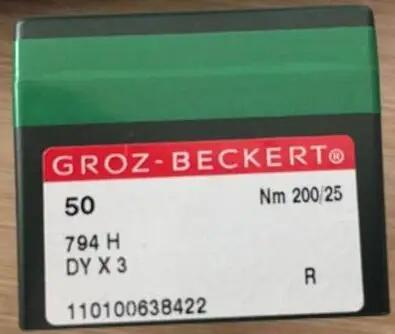 GROZ-BECKERT®
50 Nm 200/25
794 H
DY X 3
R
110100638422